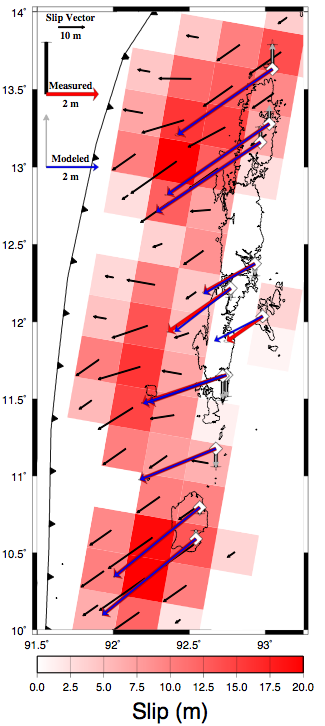 14˚
Slip Vector
10 m
13.5˚
Measured
2 m
13˚
Modeled
2 m
12.5˚
12˚
11.5˚
11˚
10.5˚
10˚
91.5˚ 92˚ 92.5˚ 93˚
0.0 2.5 5.0 7.5 10.0 12.5 15.0 17.5 20.0
Slip (m)